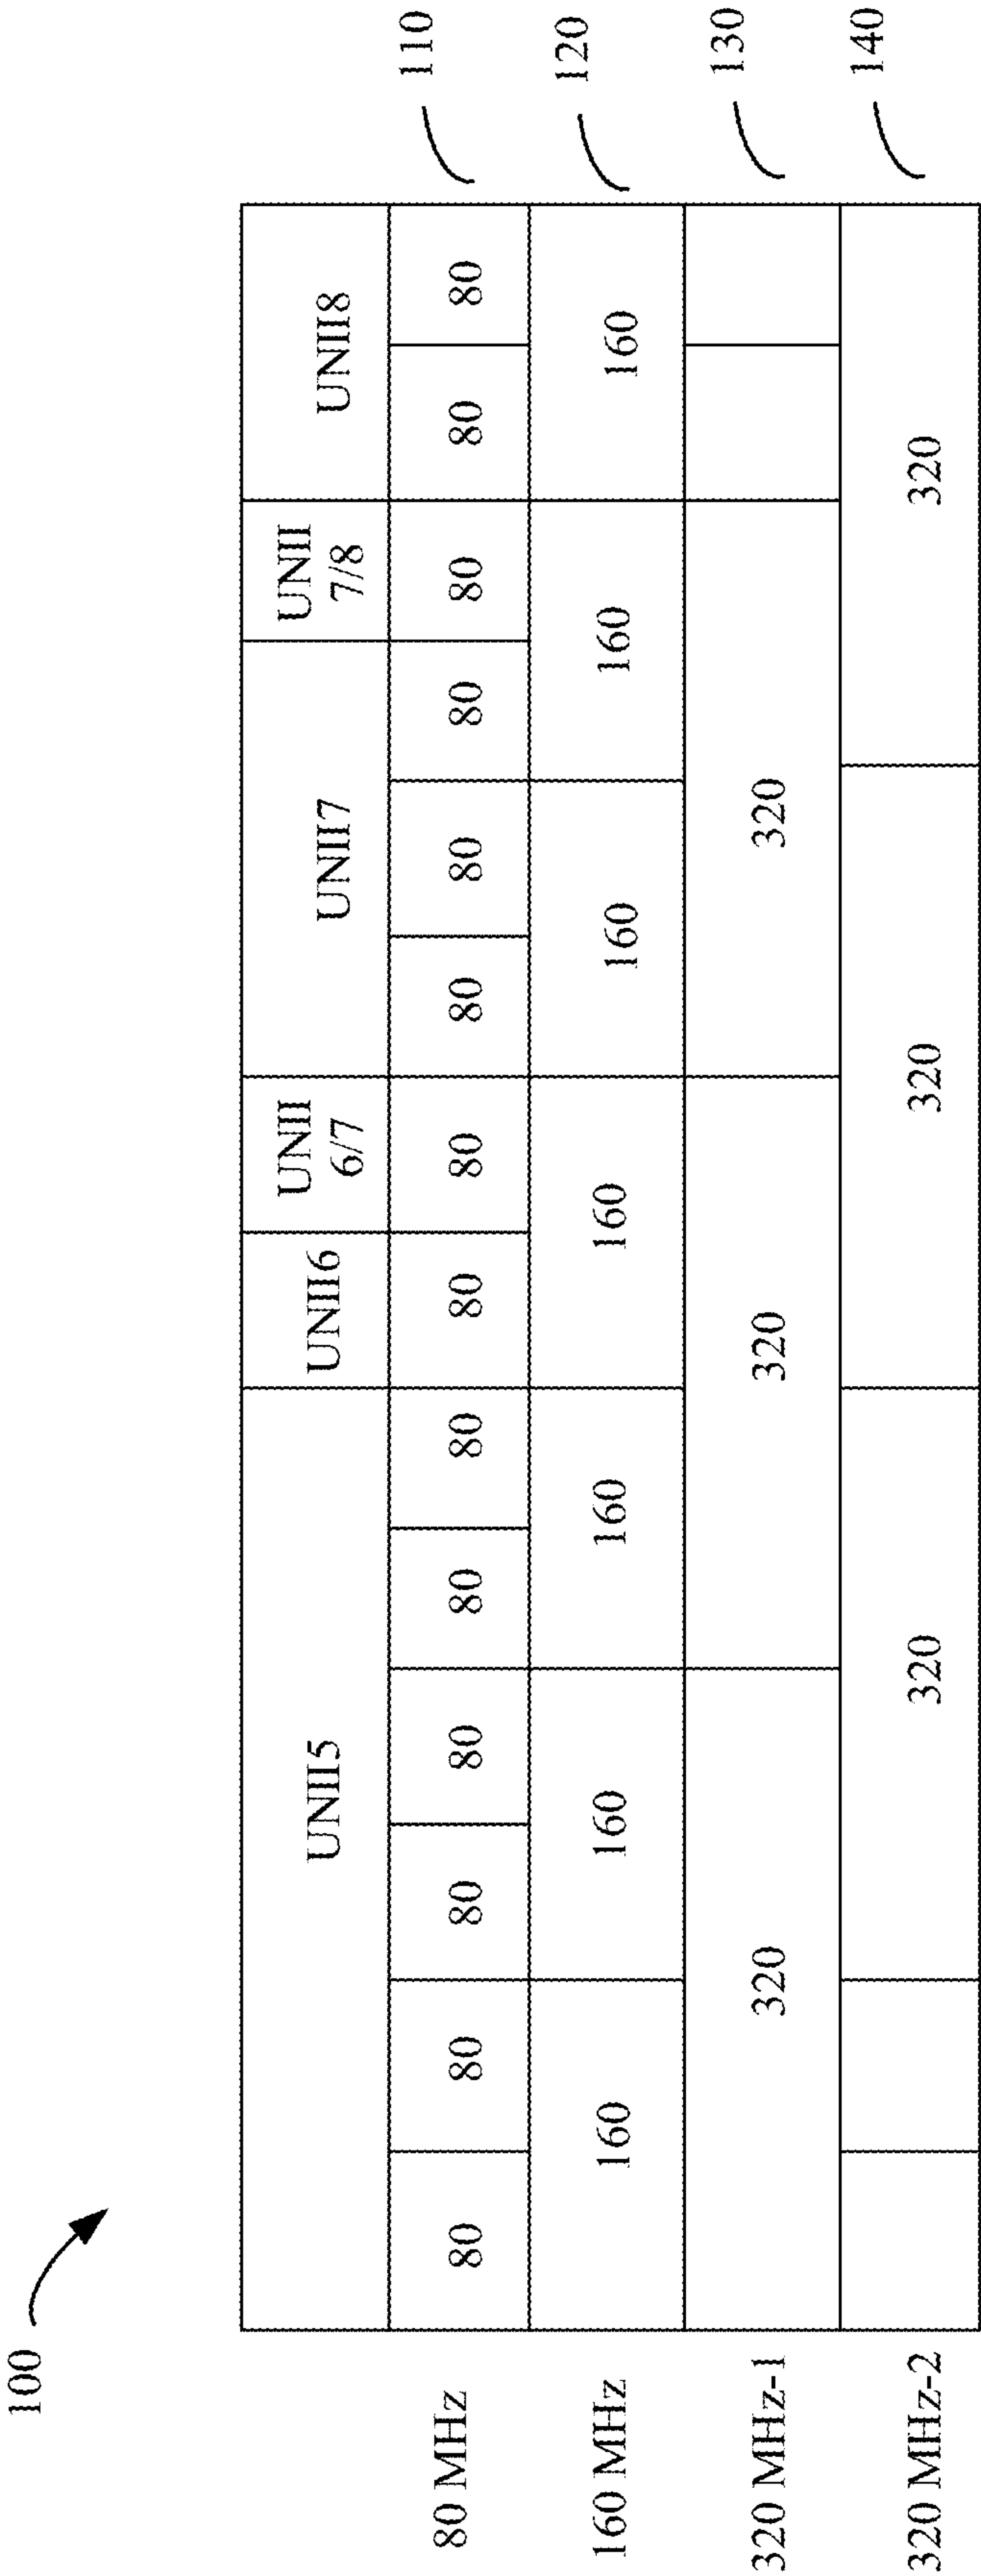 100
UNII5 UNII6 UNII 6/7 UNII7 UNII 7/8 UNII8
80 MHz 80 80 80 80 80 80 80 80 80 80 80 80 80 80 110
160 MHz 160 160 160 160 160 160 160 120
320 MHz-1 320 320 320 130
320 MHz-2 320 320 320 140